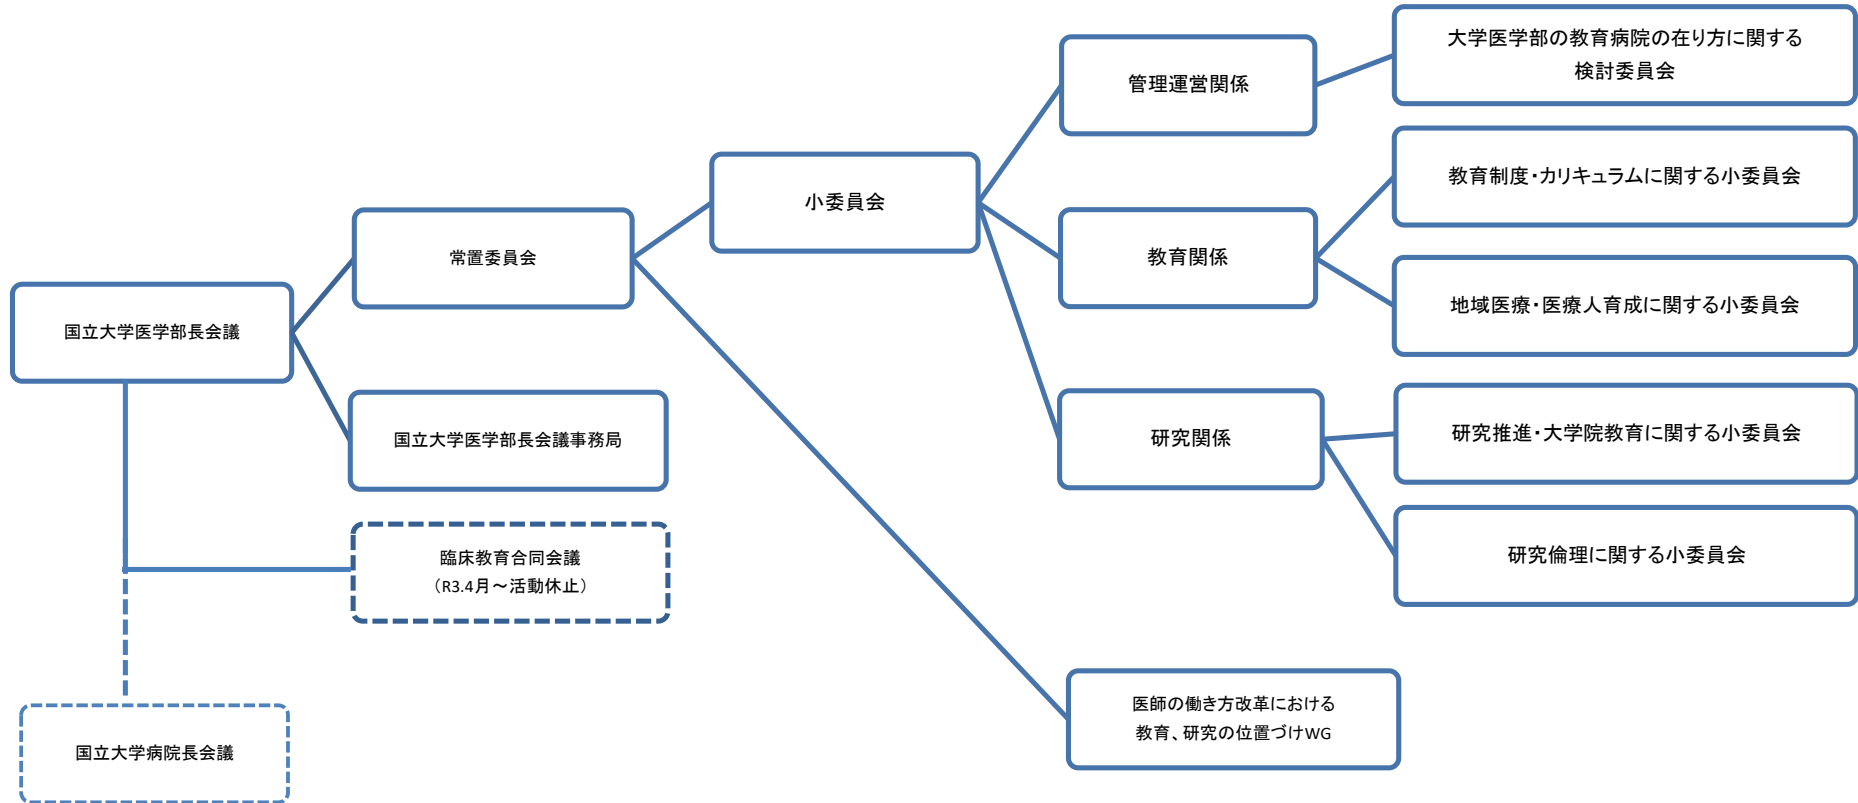 国立大学医学部長会議
常置委員会
国立大学医学部長会議事務局
臨床教育合同会議
（R3.4月～活動休止）
国立大学病院長会議
小委員会
医師の働き方改革における
教育、研究の位置づけWG
管理運営関係
教育関係
研究関係
大学医学部の教育病院の在り方に関する
検討委員会
教育制度・カリキュラムに関する小委員会
地域医療・医療人育成に関する小委員会
研究推進・大学院教育に関する小委員会
研究倫理に関する小委員会